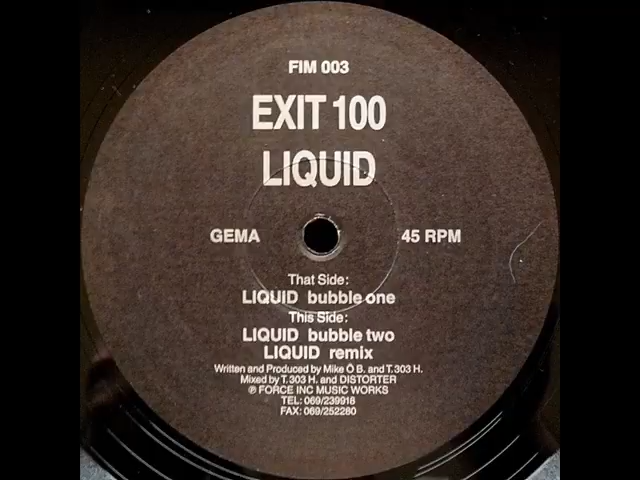 FIM 003
EXIT 100
LIQUID
GEMA 45 RPM
That Side:
LIQUID bubble one
This Side:
LIQUID bubble two
LIQUID remix
Written and Produced by Mike Ö B. and T. 303 H.
Mixed by T. 303 H. and DISTORTER
℗ FORCE INC MUSIC WORKS
TEL: 069/239916
FAX: 069/252280